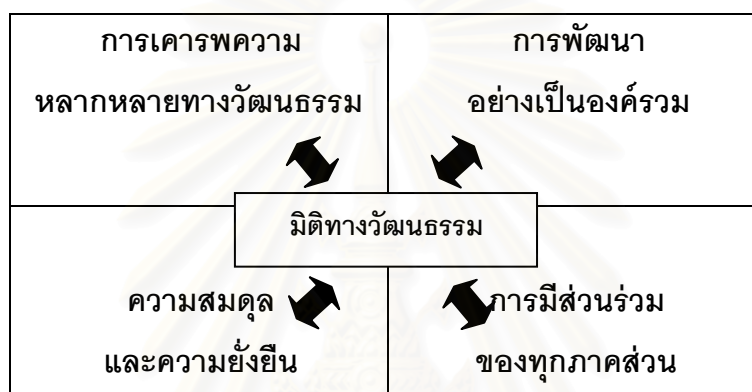 การเคารพความ
หลากหลายทางวัฒนธรรม
การพัฒนา
อย่างเป็นองค์รวม
มิติทางวัฒนธรรม
ความสมดุล
และความยั่งยืน
การมีส่วนร่วม
ของทุกภาคส่วน